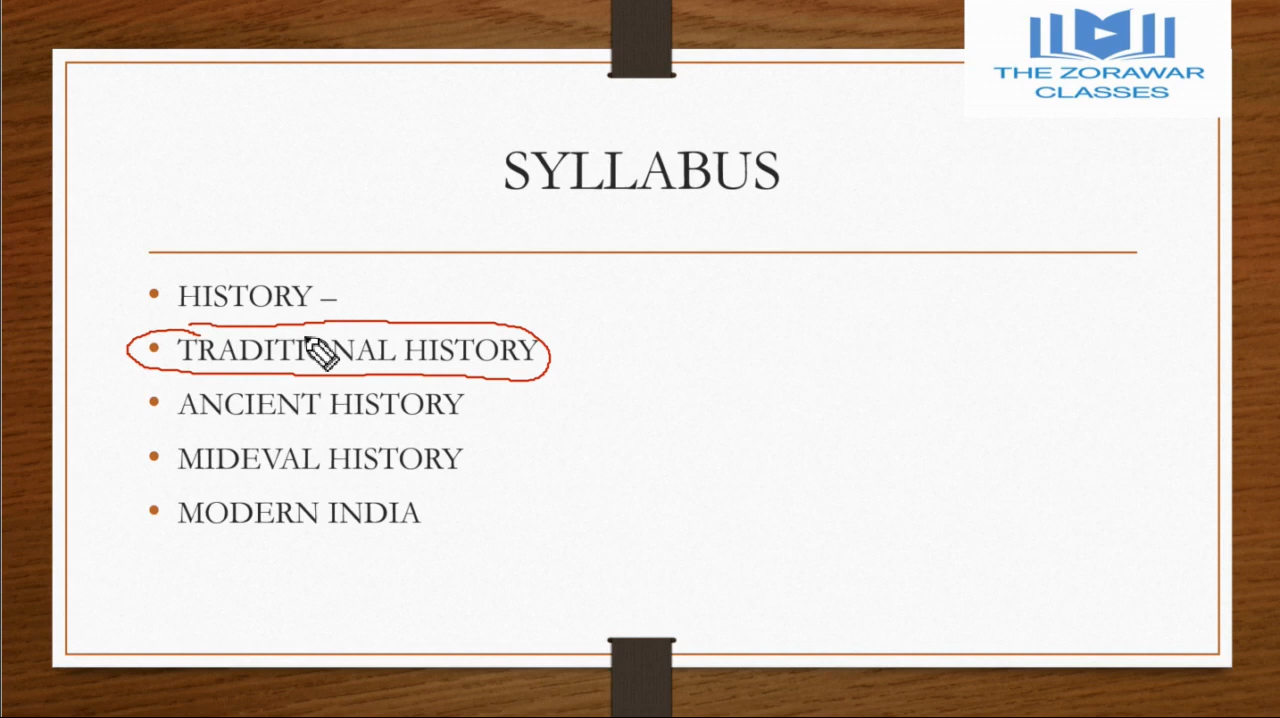 THE ZORAWAR
CLASSES
SYLLABUS
• HISTORY –
• TRADITIONAL HISTORY
• ANCIENT HISTORY
• MIDEVAL HISTORY
• MODERN INDIA